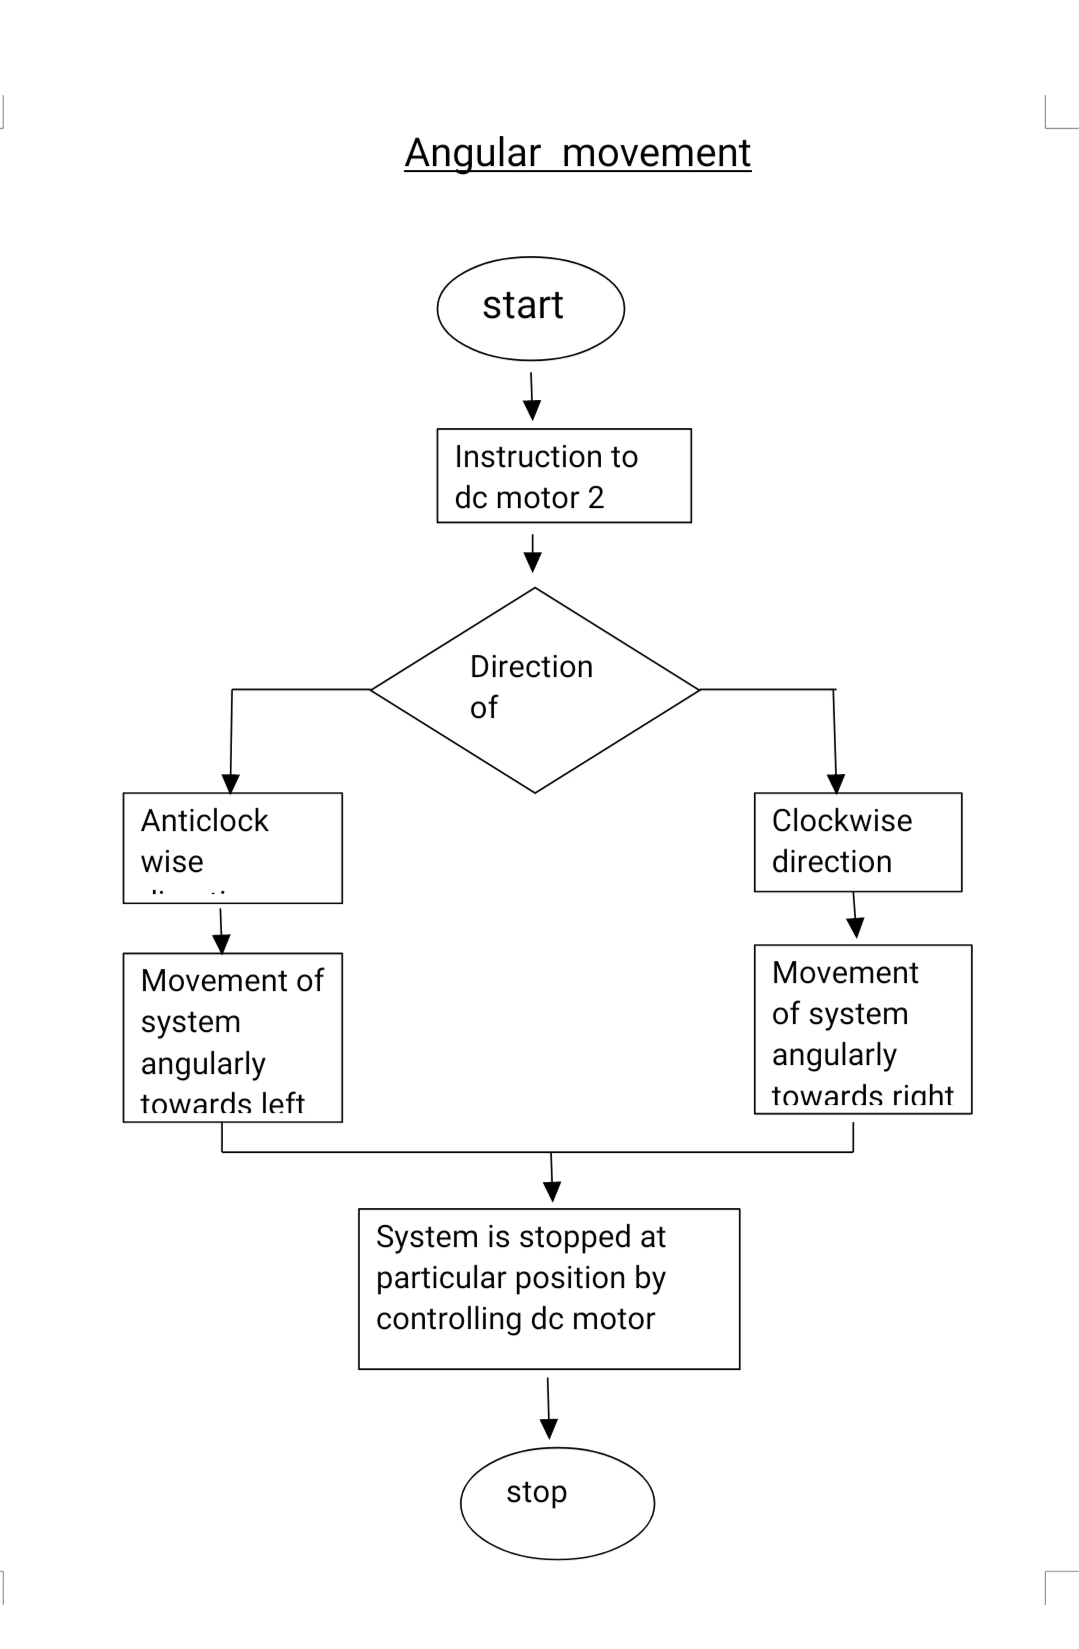 Angular movement
start
Instruction to
dc motor 2
Direction
of
Anticlock
wise
Clockwise
direction
Movement of
system
angularly
towards left
Movement
of system
angularly
towards right
System is stopped at
particular position by
controlling dc motor
stop